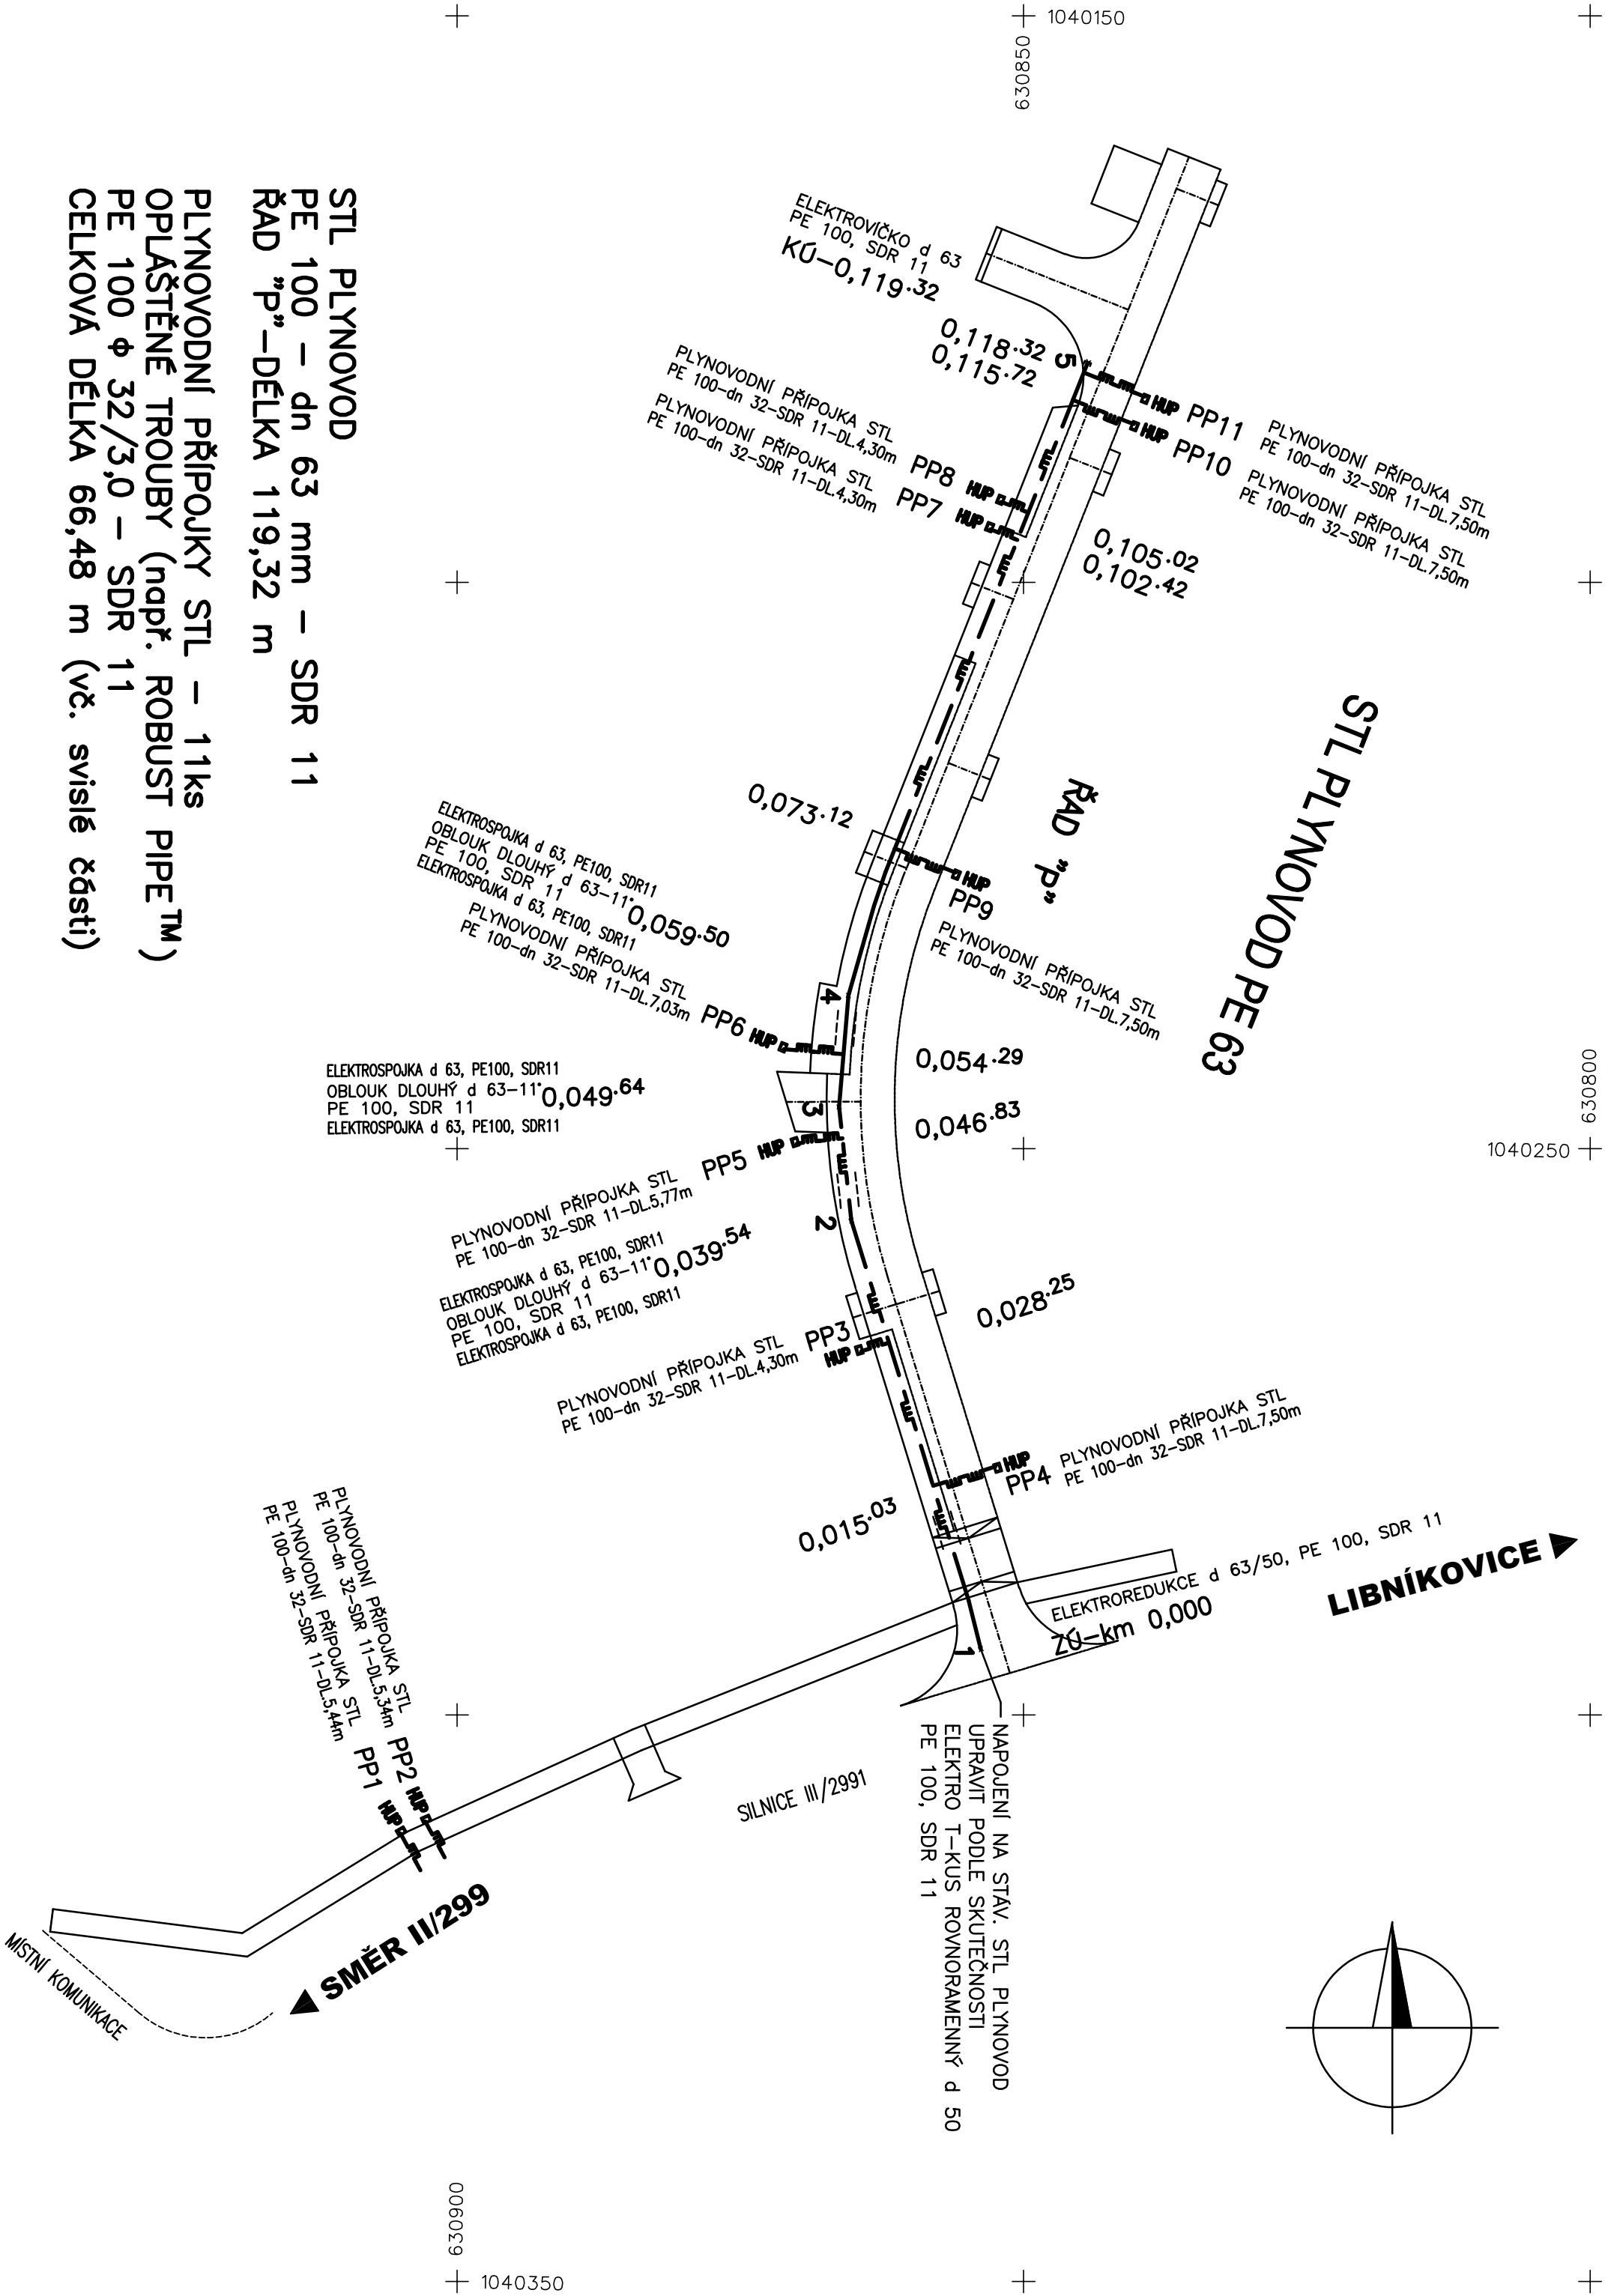 1040150
630850
ELEKTROVÍČKO d 63
PE 100, SDR 11
KÚ-0,119.32
0,118.32
0,115.72
5
HUP PP11
PLYNOVODNÍ PŘÍPOJKA STL
PE 100-dn 32-SDR 11-DL.7,50m
HUP PP10
PLYNOVODNÍ PŘÍPOJKA STL
PE 100-dn 32-SDR 11-DL.7,50m
PLYNOVODNÍ PŘÍPOJKA STL
PE 100-dn 32-SDR 11-DL.4,30m
PP8 HUP
PLYNOVODNÍ PŘÍPOJKA STL
PE 100-dn 32-SDR 11-DL.4,30m
PP7 HUP
0,105.02
0,102.42
STL PLYNOVOD
PE 100 - dn 63 mm - SDR 11
ŘAD "P"-DÉLKA 119,32 m
PLYNOVODNÍ PŘÍPOJKY STL - 11ks
OPLÁŠTĚNÉ TROUBY (např. ROBUST PIPE™)
PE 100 Φ 32/3,0 - SDR 11
CELKOVÁ DÉLKA 66,48 m (vč. svislé části)
STL PLYNOVOD PE 63
ŘAD "P"
0,073.12
HUP
PP9
PLYNOVODNÍ PŘÍPOJKA STL
PE 100-dn 32-SDR 11-DL.7,50m
ELEKTROSPOJKA d 63, PE100, SDR11
OBLOUK DLOUHÝ d 63-11° 0,059.50
PE 100, SDR 11
ELEKTROSPOJKA d 63, PE100, SDR11
PLYNOVODNÍ PŘÍPOJKA STL
PE 100-dn 32-SDR 11-DL.7,03m
PP6 HUP
4
0,054.29
630800
ELEKTROSPOJKA d 63, PE100, SDR11
OBLOUK DLOUHÝ d 63-11° 0,049.64
PE 100, SDR 11
ELEKTROSPOJKA d 63, PE100, SDR11
3
0,046.83
1040250
PP5 HUP
PLYNOVODNÍ PŘÍPOJKA STL
PE 100-dn 32-SDR 11-DL.5,77m
2
ELEKTROSPOJKA d 63, PE100, SDR11
OBLOUK DLOUHÝ d 63-11° 0,039.54
PE 100, SDR 11
ELEKTROSPOJKA d 63, PE100, SDR11
0,028.25
PP3
HUP
PLYNOVODNÍ PŘÍPOJKA STL
PE 100-dn 32-SDR 11-DL.4,30m
HUP
PP4
PLYNOVODNÍ PŘÍPOJKA STL
PE 100-dn 32-SDR 11-DL.7,50m
0,015.03
ELEKTROREDUKCE d 63/50, PE 100, SDR 11
ZÚ-km 0,000
LIBNÍKOVICE
1
PLYNOVODNÍ PŘÍPOJKA STL
PE 100-dn 32-SDR 11-DL.5,34m
PP2 HUP
PLYNOVODNÍ PŘÍPOJKA STL
PE 100-dn 32-SDR 11-DL.5,44m
PP1 HUP
NAPOJENÍ NA STÁV. STL PLYNOVOD
UPRAVIT PODLE SKUTEČNOSTI
ELEKTRO T-KUS ROVNORAMENNÝ d 50
PE 100, SDR 11
SILNICE III/2991
SMĚR II/299
MÍSTNÍ KOMUNIKACE
630900
1040350